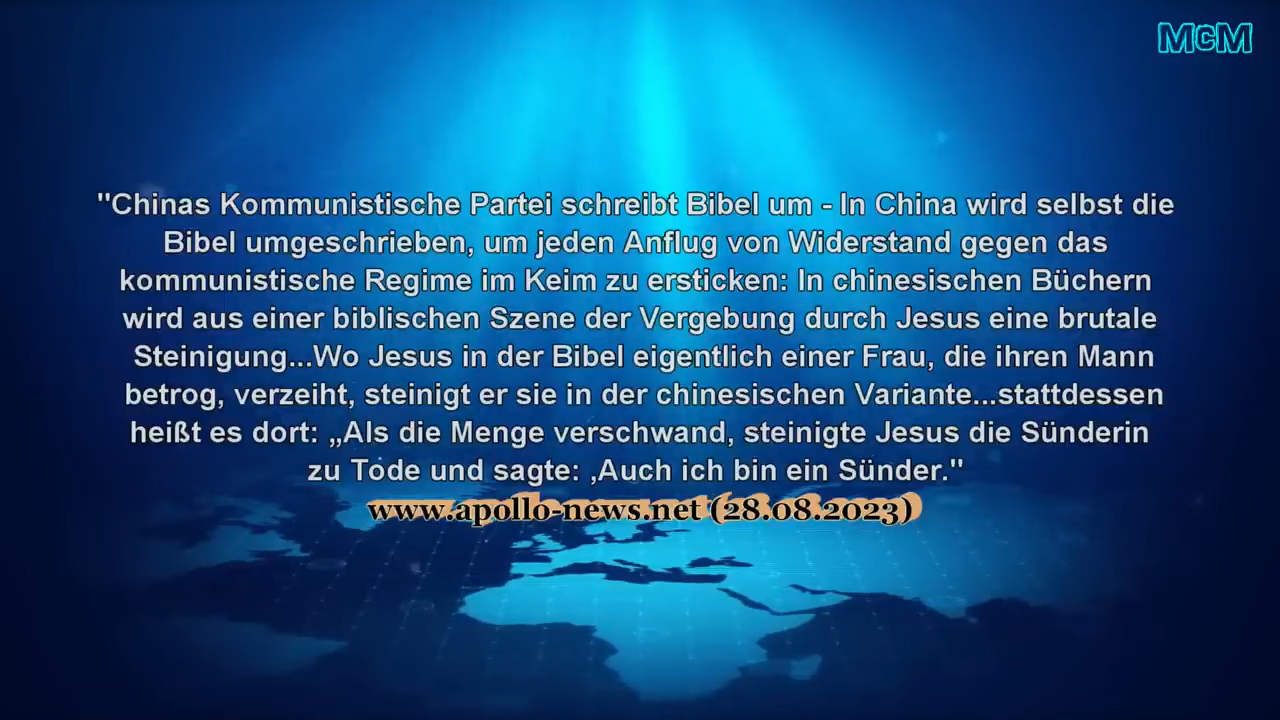 McM
"Chinas Kommunistische Partei schreibt Bibel um - In China wird selbst die
Bibel umgeschrieben, um jeden Anflug von Widerstand gegen das
kommunistische Regime im Keim zu ersticken: In chinesischen Büchern
wird aus einer biblischen Szene der Vergebung durch Jesus eine brutale
Steinigung...Wo Jesus in der Bibel eigentlich einer Frau, die ihren Mann
betrog, verzeiht, steinigt er sie in der chinesischen Variante...stattdessen
heißt es dort: „Als die Menge verschwand, steinigte Jesus die Sünderin
zu Tode und sagte: ‚Auch ich bin ein Sünder."
www.apollo-news.net (28.08.2023)